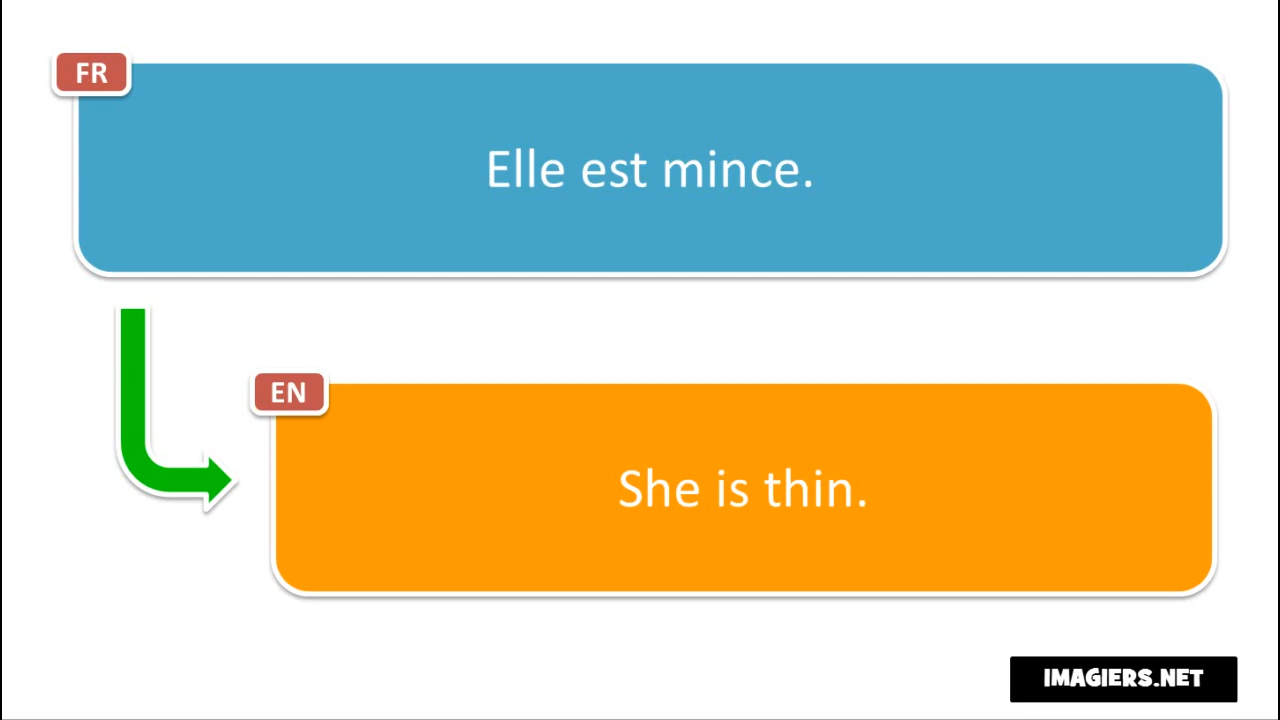 FR
Elle est mince.
EN
She is thin.
IMAGIERS.NET